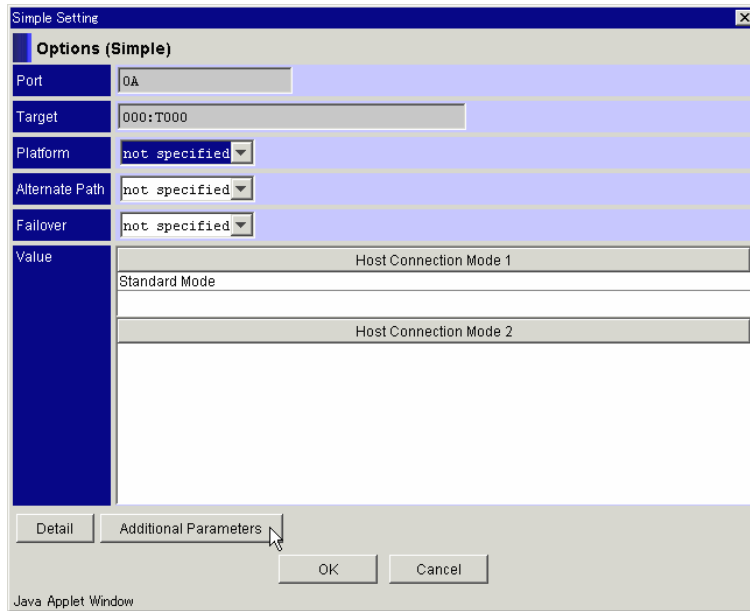 Simple Setting
Options (Simple)
Port 0A
Target 000:T000
Platform not specified
Alternate Path not specified
Failover not specified
Value Host Connection Mode 1
Standard Mode
Host Connection Mode 2
Detail Additional Parameters
OK Cancel
Java Applet Window